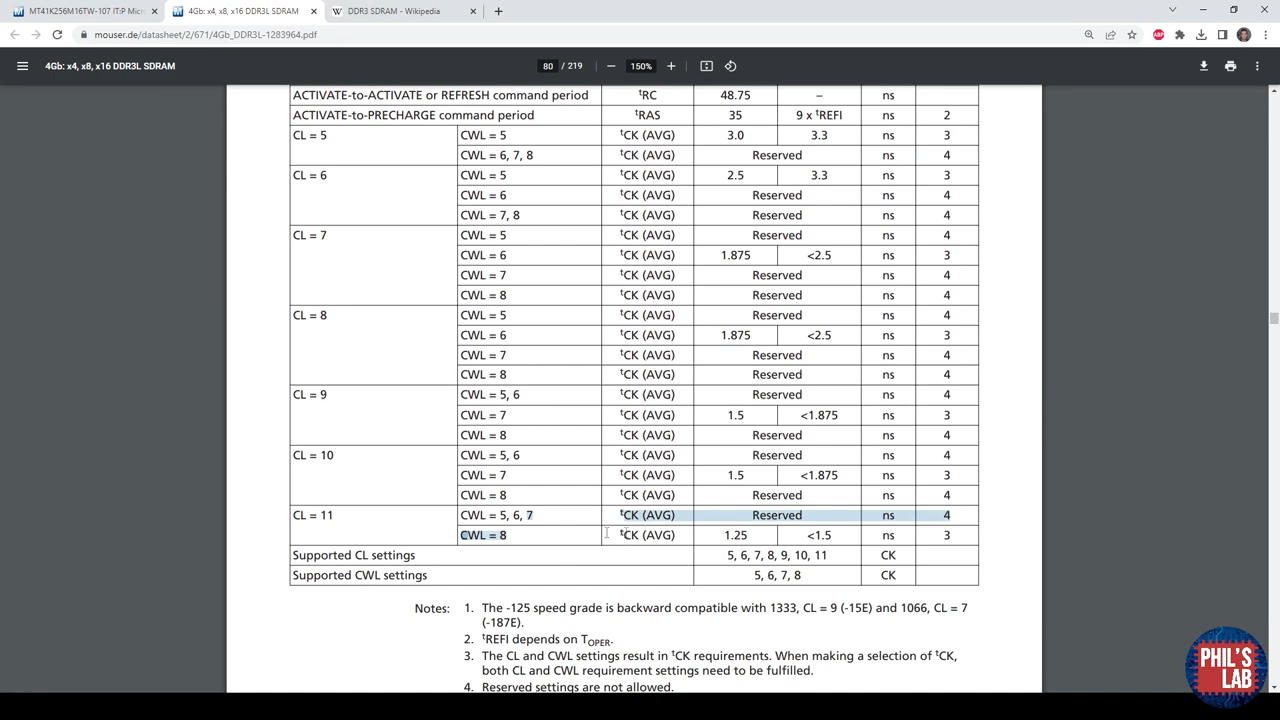 MT41K256M16TW-107 IT:P Micr
4Gb: x4, x8, x16 DDR3L SDRAM
DDR3 SDRAM - Wikipedia
mouser.de/datasheet/2/671/4Gb_DDR3L-1283964.pdf
4Gb: x4, x8, x16 DDR3L SDRAM
80 / 219
150%
ACTIVATE-to-ACTIVATE or REFRESH command period tRC 48.75 – ns
ACTIVATE-to-PRECHARGE command period tRAS 35 9 x tREFI ns 2
CL = 5 CWL = 5 tCK (AVG) 3.0 3.3 ns 3
CWL = 6, 7, 8 tCK (AVG) Reserved ns 4
CL = 6 CWL = 5 tCK (AVG) 2.5 3.3 ns 3
CWL = 6 tCK (AVG) Reserved ns 4
CWL = 7, 8 tCK (AVG) Reserved ns 4
CL = 7 CWL = 5 tCK (AVG) Reserved ns 4
CWL = 6 tCK (AVG) 1.875 <2.5 ns 3
CWL = 7 tCK (AVG) Reserved ns 4
CWL = 8 tCK (AVG) Reserved ns 4
CL = 8 CWL = 5 tCK (AVG) Reserved ns 4
CWL = 6 tCK (AVG) 1.875 <2.5 ns 3
CWL = 7 tCK (AVG) Reserved ns 4
CWL = 8 tCK (AVG) Reserved ns 4
CL = 9 CWL = 5, 6 tCK (AVG) Reserved ns 4
CWL = 7 tCK (AVG) 1.5 <1.875 ns 3
CWL = 8 tCK (AVG) Reserved ns 4
CL = 10 CWL = 5, 6 tCK (AVG) Reserved ns 4
CWL = 7 tCK (AVG) 1.5 <1.875 ns 3
CWL = 8 tCK (AVG) Reserved ns 4
CL = 11 CWL = 5, 6, 7 tCK (AVG) Reserved ns 4
CWL = 8 tCK (AVG) 1.25 <1.5 ns 3
Supported CL settings 5, 6, 7, 8, 9, 10, 11 CK
Supported CWL settings 5, 6, 7, 8 CK
Notes: 1. The -125 speed grade is backward compatible with 1333, CL = 9 (-15E) and 1066, CL = 7
(-187E).
2. tREFI depends on TOPER.
3. The CL and CWL settings result in tCK requirements. When making a selection of tCK,
both CL and CWL requirement settings need to be fulfilled.
4. Reserved settings are not allowed.
PHIL'S
LAB